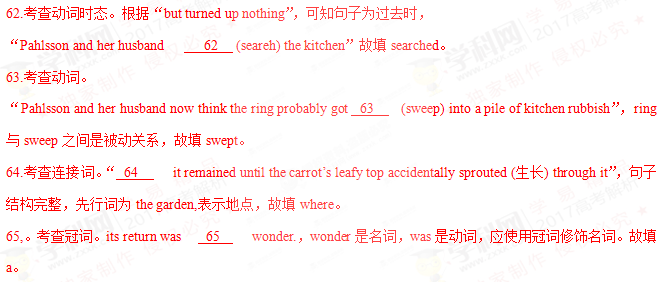 62.考查动词时态。根据“but turned up nothing”，可知句子为过去时，
“Pahlsson and her husband 62 (seareh) the kitchen”故填 searched。
63.考查动词。
“Pahlsson and her husband now think the ring probably got 63 (sweep) into a pile of kitchen rubbish”，ring
与 sweep 之间是被动关系，故填 swept。
64.考查连接词。“ 64 it remained until the carrot’s leafy top accidentally sprouted (生长) through it”，句子
结构完整，先行词为 the garden,表示地点，故填 where。
65,。考查冠词。its return was 65 wonder.，wonder 是名词，was 是动词，应使用冠词修饰名词。故填
a。